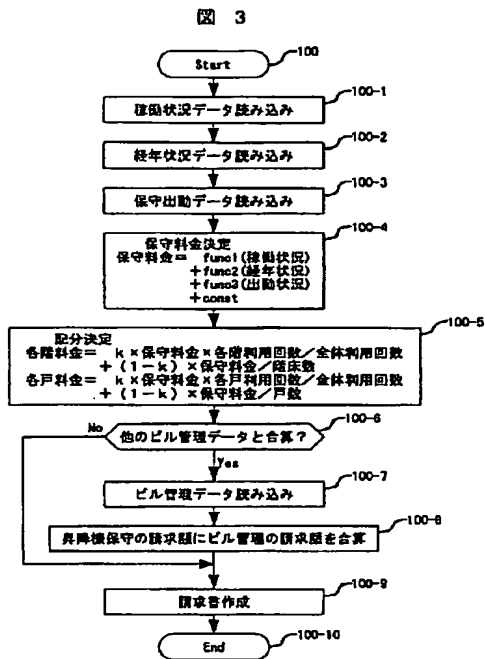 図 3
100
Start
100-1
稼働状況データ読み込み
100-2
経年状況データ読み込み
100-3
保守出動データ読み込み
100-4
保守料金決定
保守料金= func1(稼働状況)
+func2(経年状況)
+func3(出動状況)
+const
100-5
配分決定
各階料金= k×保守料金×各階利用回数/全体利用回数
+(1-k)×保守料金/階床数
各戸料金= k×保守料金×各戸利用回数/全体利用回数
+(1-k)×保守料金/戸数
100-6
No
他のビル管理データと合算?
Yes
100-7
ビル管理データ読み込み
100-8
昇降機保守の請求額にビル管理の請求額を合算
100-9
請求書作成
100-10
End